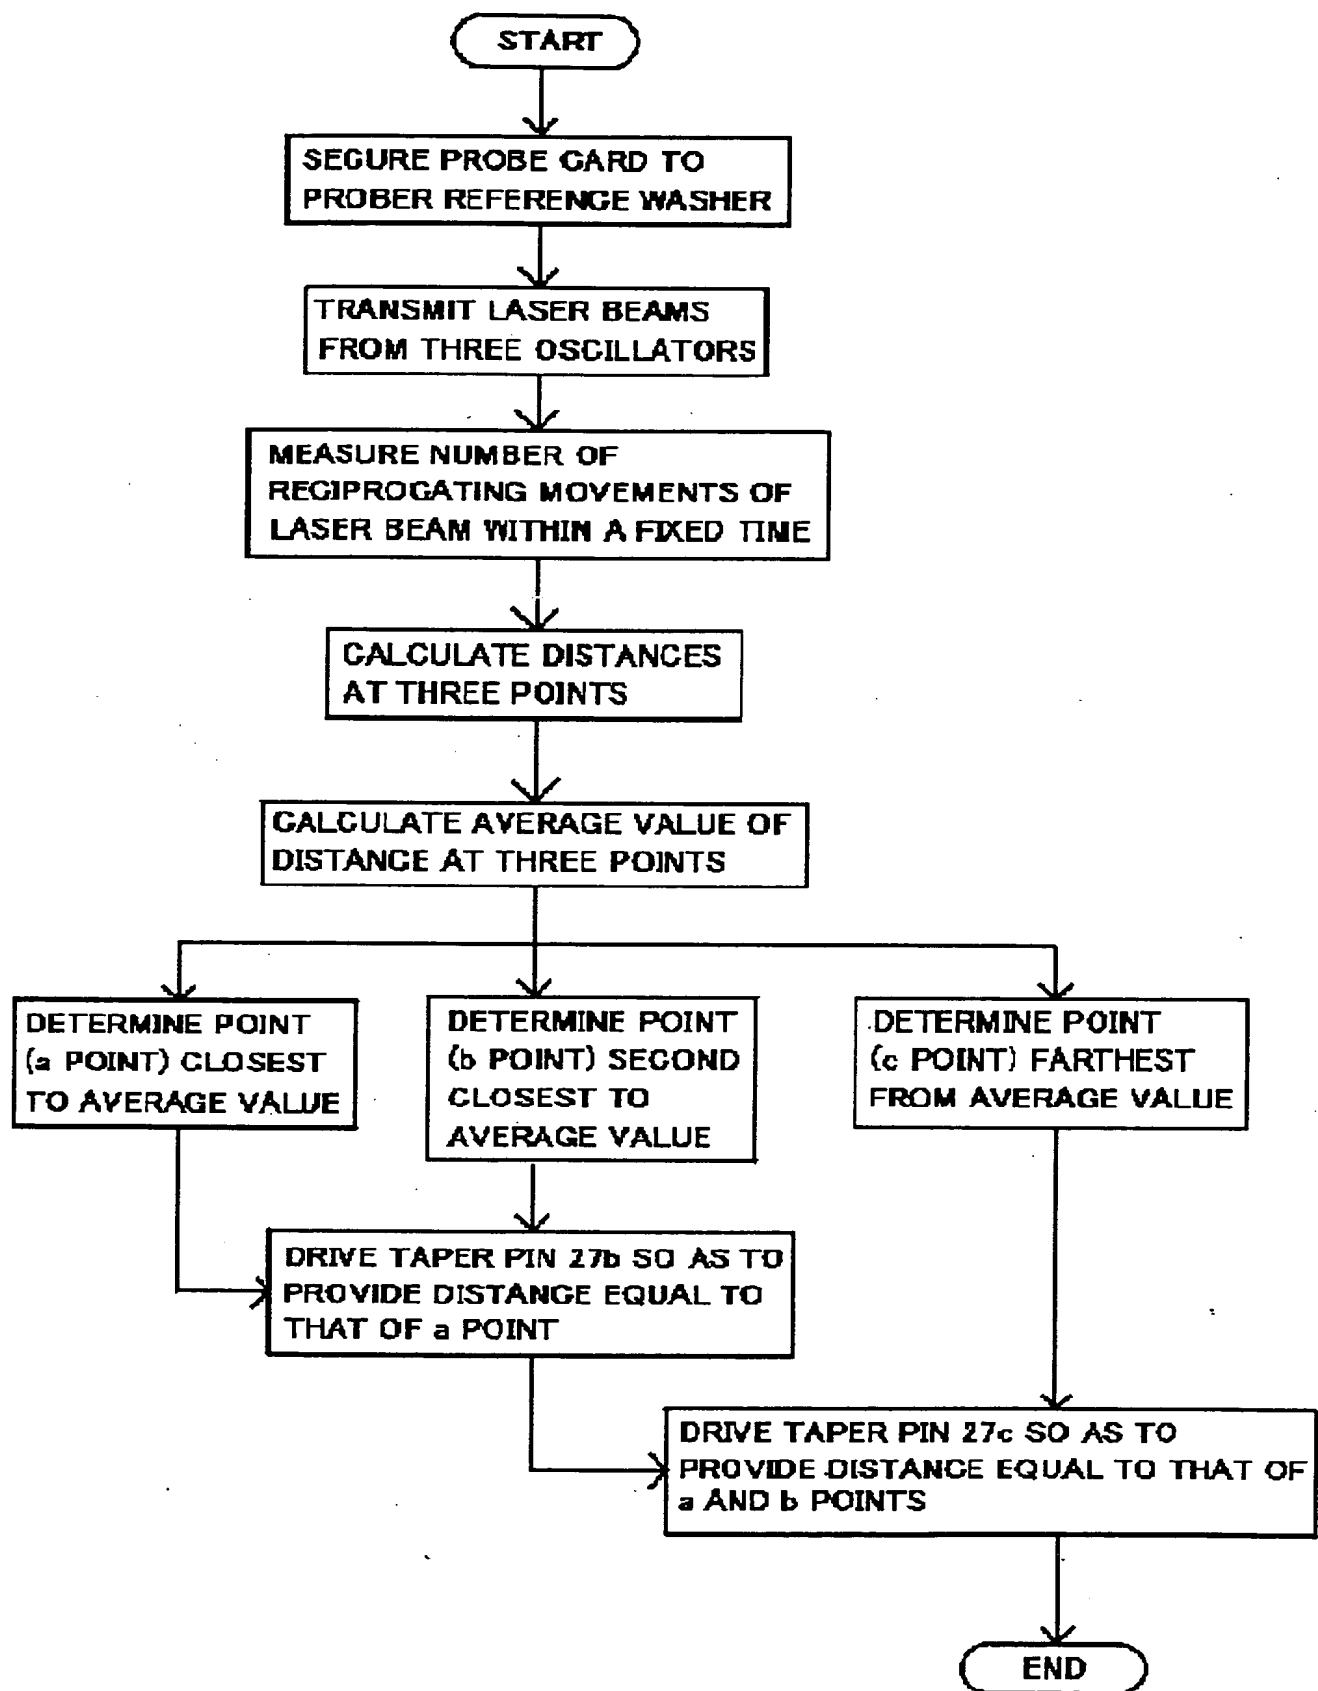 START
SECURE PROBE CARD TO
PROBER REFERENCE WASHER
TRANSMIT LASER BEAMS
FROM THREE OSCILLATORS
MEASURE NUMBER OF
RECIPROCATING MOVEMENTS OF
LASER BEAM WITHIN A FIXED TIME
CALCULATE DISTANCES
AT THREE POINTS
CALCULATE AVERAGE VALUE OF
DISTANCE AT THREE POINTS
DETERMINE POINT
(a POINT) CLOSEST
TO AVERAGE VALUE
DETERMINE POINT
(b POINT) SECOND
CLOSEST TO
AVERAGE VALUE
DETERMINE POINT
(c POINT) FARTHEST
FROM AVERAGE VALUE
DRIVE TAPER PIN 27b SO AS TO
PROVIDE DISTANCE EQUAL TO
THAT OF a POINT
DRIVE TAPER PIN 27c SO AS TO
PROVIDE DISTANCE EQUAL TO THAT OF
a AND b POINTS
END